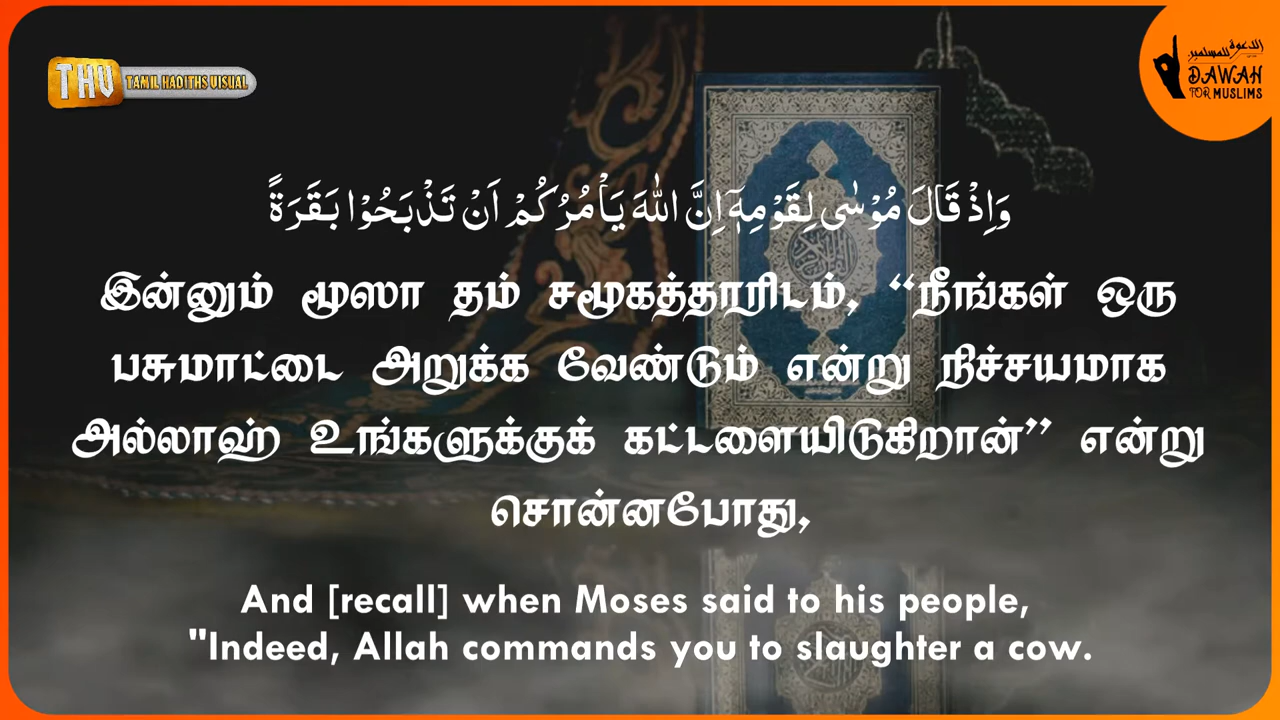 THV TAMIL HADITHS VISUAL
الدعوة للمسلمين
DAWAH
FOR MUSLIMS
وَاِذْ قَالَ مُوْسٰى لِقَوْمِهٖۤ اِنَّ اللّٰهَ يَاْمُرُكُمْ اَنْ تَذْبَحُوْا بَقَرَةً
இன்னும் மூஸா தம் சமூகத்தாரிடம், “நீங்கள் ஒரு
பசுமாட்டை அறுக்க வேண்டும் என்று நிச்சயமாக
அல்லாஹ் உங்களுக்குக் கட்டளையிடுகிறான்” என்று
சொன்னபோது,
And [recall] when Moses said to his people,
"Indeed, Allah commands you to slaughter a cow.